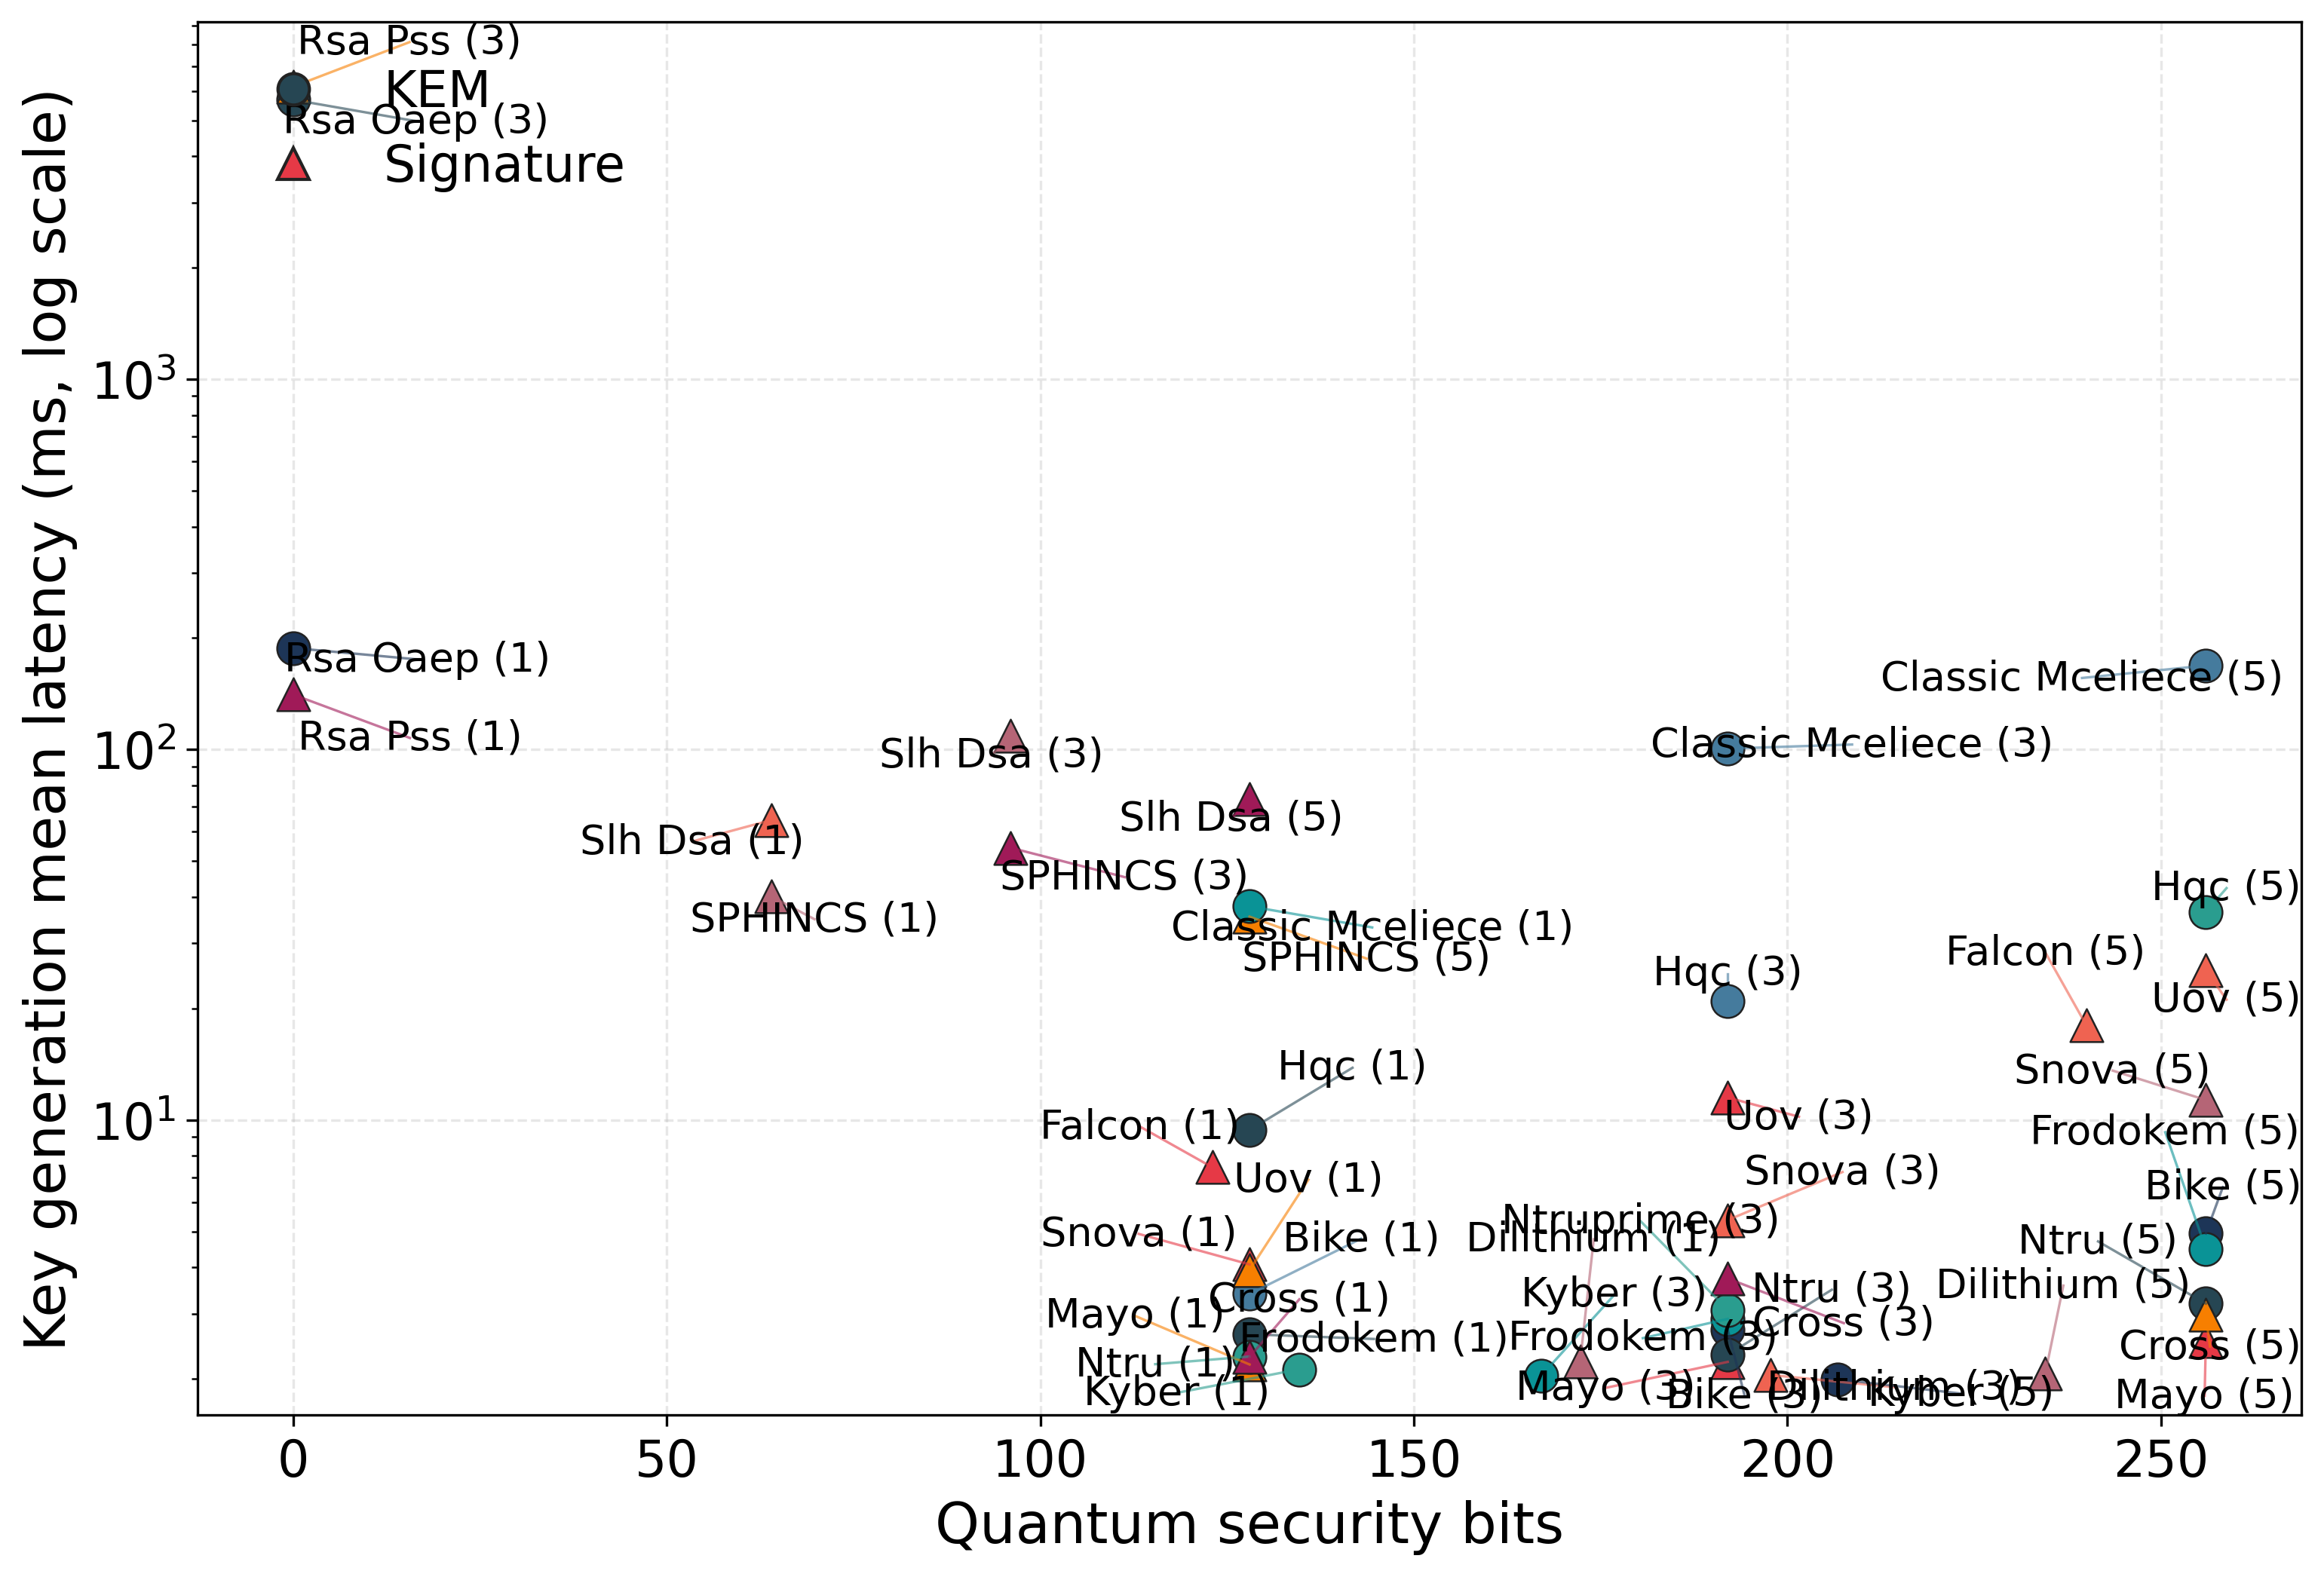 Key generation mean latency (ms, log scale)
10³
10²
10¹
Rsa Pss (3)
KEM
Rsa Oaep (3)
Signature
Rsa Oaep (1)
Rsa Pss (1)
Classic Mceliece (5)
Classic Mceliece (3)
Slh Dsa (3)
Slh Dsa (5)
Slh Dsa (1)
SPHINCS (3)
SPHINCS (1)
Hqc (5)
Classic Mceliece (1)
SPHINCS (5)
Falcon (5)
Hqc (3)
Uov (5)
Hqc (1)
Snova (5)
Falcon (1)
Uov (3)
Frodokem (5)
Uov (1)
Snova (3)
Bike (5)
Snova (1)
Bike (1)
Ntruprime (3)
Dilithium (1)
Ntru (5)
Mayo (1)
Cross (1)
Kyber (3)
Ntru (3)
Dilithium (5)
Frodokem (1)
Frodokem (3)
Cross (3)
Cross (5)
Ntru (1)
Kyber (1)
Mayo (3)
Bike (3)
Dilithium (3)
Kyber (5)
Mayo (5)
0 50 100 150 200 250
Quantum security bits